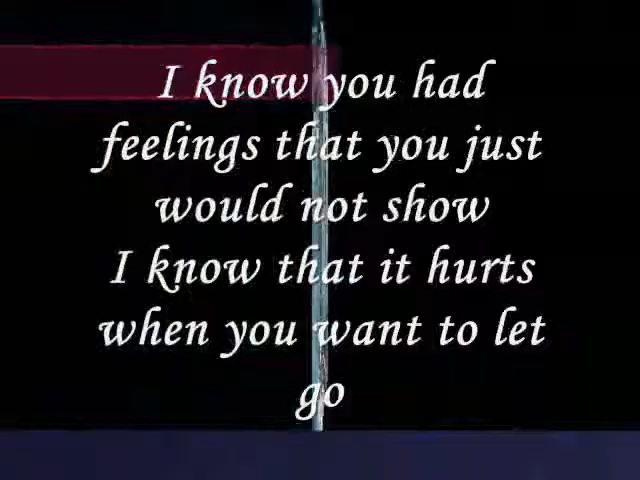 I know you had
feelings that you just
would not show
I know that it hurts
when you want to let
go